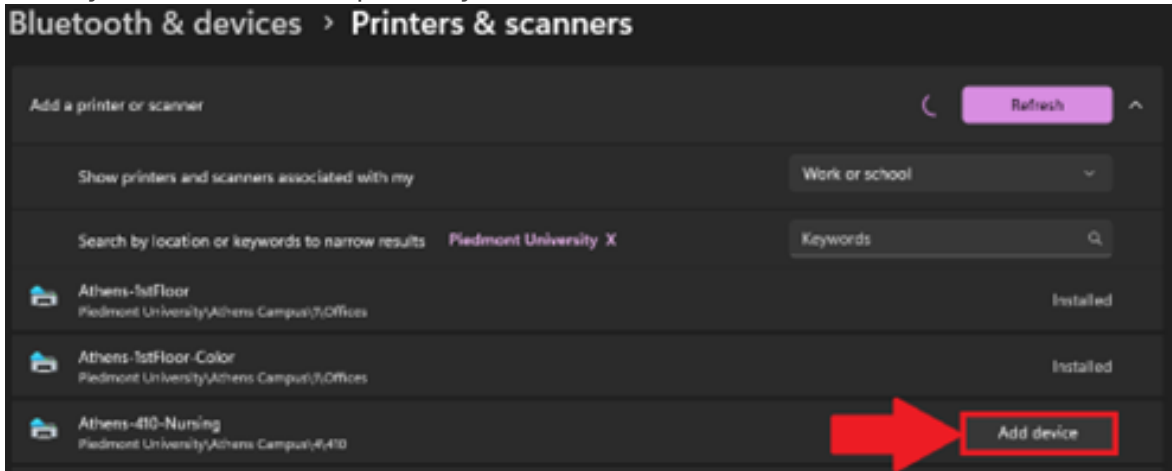 Bluetooth & devices > Printers & scanners
Add a printer or scanner
Refresh
Show printers and scanners associated with my
Work or school
Search by location or keywords to narrow results Piedmont University X
Keywords
Athens-1stFloor
Piedmont University\Athens Campus\1\Offices
Installed
Athens-1stFloor-Color
Piedmont University\Athens Campus\1\Offices
Installed
Athens-410-Nursing
Piedmont University\Athens Campus\4\410
Add device